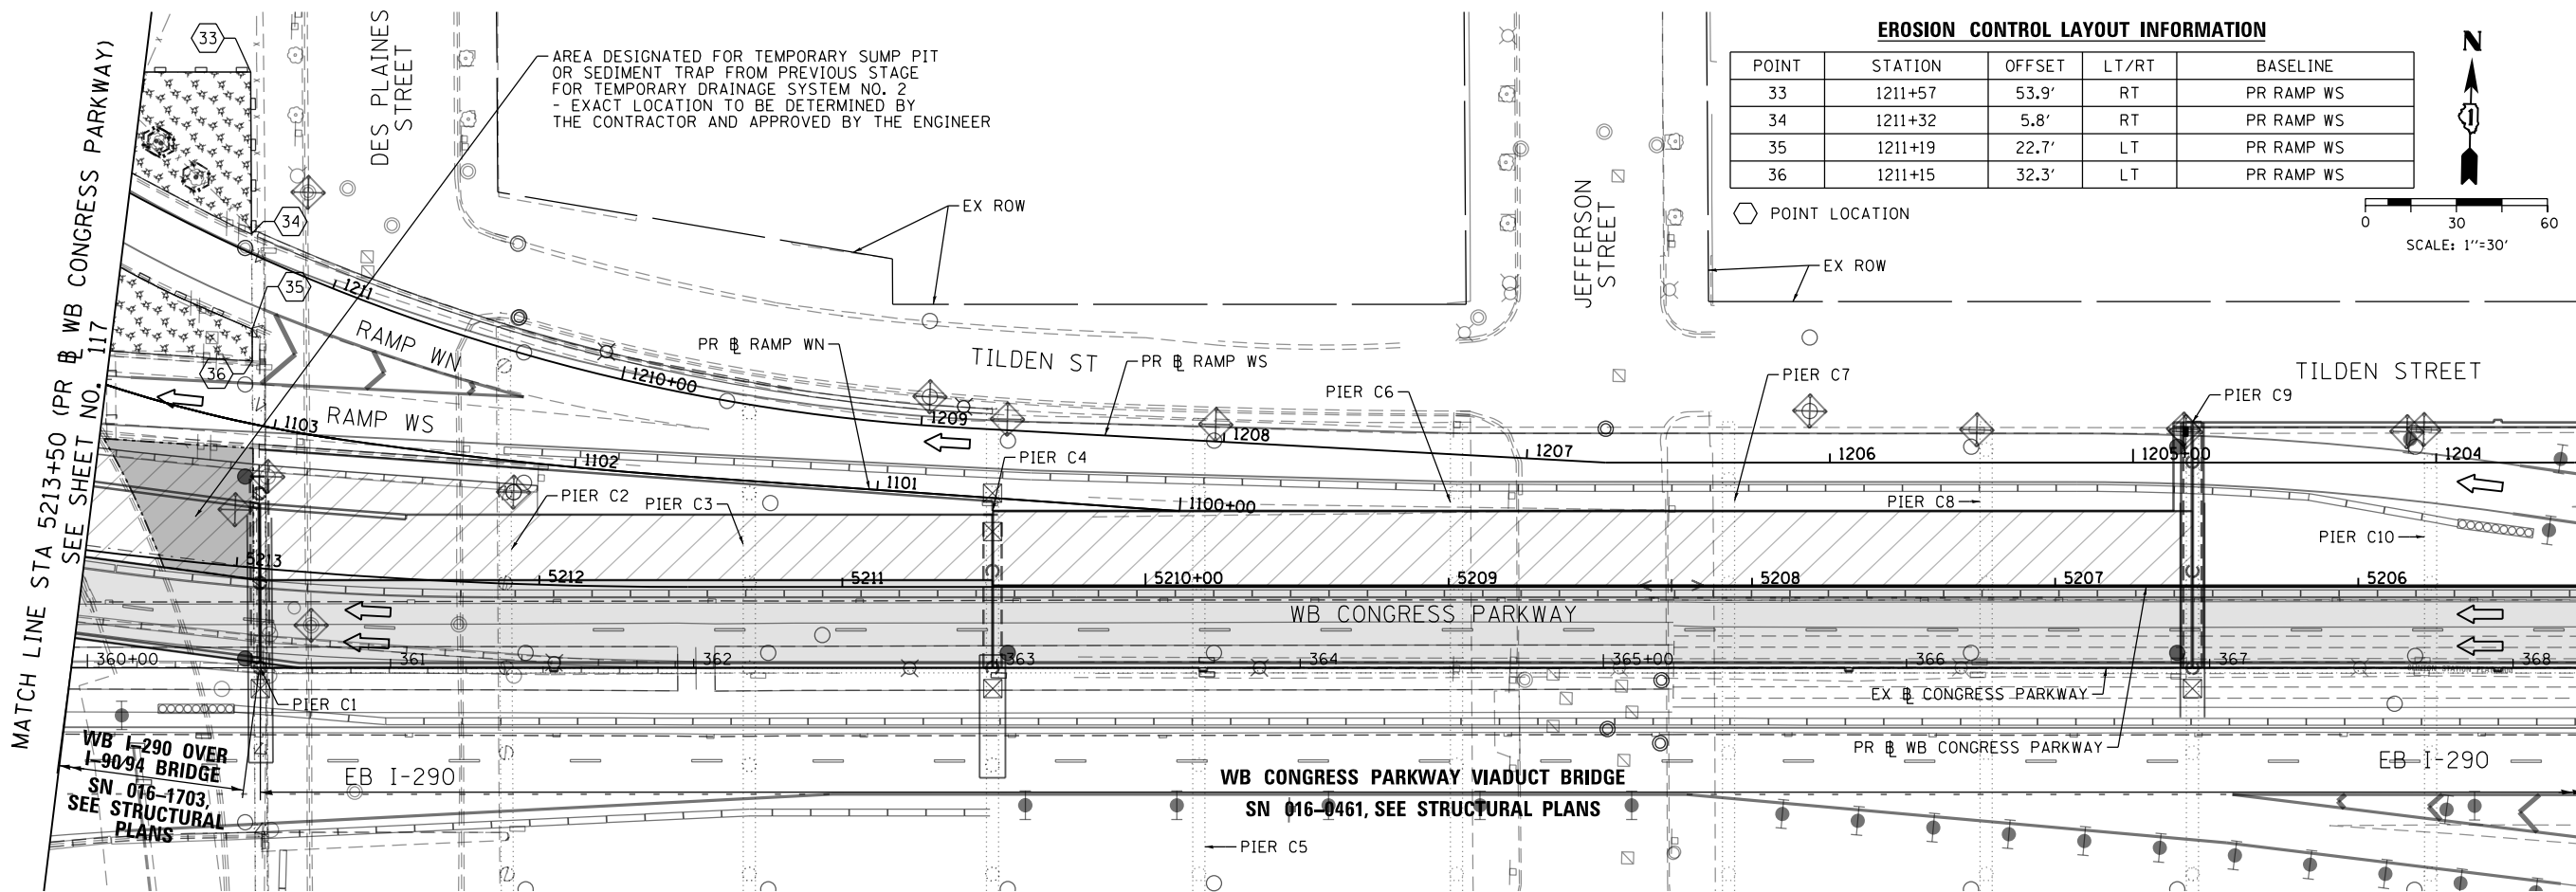 EROSION CONTROL LAYOUT INFORMATION
POINT STATION OFFSET LT/RT BASELINE
33 1211+57 53.9' RT PR RAMP WS
34 1211+32 5.8' RT PR RAMP WS
35 1211+19 22.7' LT PR RAMP WS
36 1211+15 32.3' LT PR RAMP WS
POINT LOCATION
N
1
0 30 60
SCALE: 1''=30'
33
34
35
36
DES PLAINES
STREET
AREA DESIGNATED FOR TEMPORARY SUMP PIT
OR SEDIMENT TRAP FROM PREVIOUS STAGE
FOR TEMPORARY DRAINAGE SYSTEM NO. 2
- EXACT LOCATION TO BE DETERMINED BY
THE CONTRACTOR AND APPROVED BY THE ENGINEER
MATCH LINE STA 5213+50 (PR BL WB CONGRESS PARKWAY)
SEE SHEET NO. 117
EX ROW
JEFFERSON
STREET
EX ROW
1211
RAMP WN
1210+00
PR BL RAMP WN
TILDEN ST
PR BL RAMP WS
PIER C6
PIER C7
PIER C9
TILDEN STREET
1103
RAMP WS
1209
1208
1207
1206
1205+00
1204
1102
1101
1100+00
PIER C4
PIER C2
PIER C3
PIER C8
PIER C10
5213
5212
5211
5210+00
5209
5208
5207
5206
WB CONGRESS PARKWAY
360+00
361
362
363
364
365+00
366
367
368
PIER C1
EX BL CONGRESS PARKWAY
PR BL WB CONGRESS PARKWAY
WB I-290 OVER
I-90/94 BRIDGE
SN 016-1703,
SEE STRUCTURAL
PLANS
EB I-290
WB CONGRESS PARKWAY VIADUCT BRIDGE
SN 016-0461, SEE STRUCTURAL PLANS
EB I-290
PIER C5